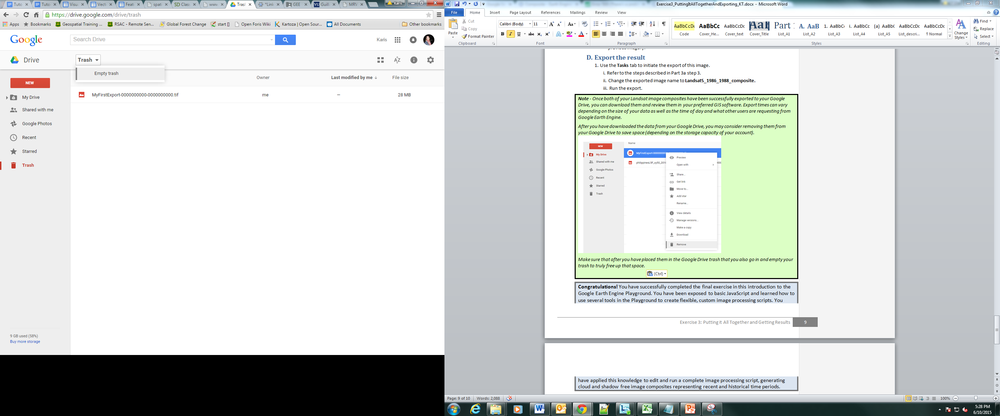 Tuto
Tuto
Visu
Vect
Feat
spati
SD Class
www
Trasl
*Link
GEE
VU Guill
MRV
Karis
https://drive.google.com/drive/trash
Apps
Bookmarks
Geospatial Training ...
RSAC - Remote Sen...
Global Forest Change
start []
Open Foris Wiki
Kartoza | Open Sour...
All Documents
Other bookmarks
Google
Search Drive
Karis
Drive
Trash
Empty trash
Owner
Last modified by me ↓
File size
NEW
MyFirstExport-0000000000-0000000000.tif
me
—
28 MB
My Drive
Shared with me
Google Photos
Recent
Starred
Trash
9 GB used (58%)
Buy more storage
Exercise3_PuttingItAllTogetherAndExporting_KT.docx - Microsoft Word
File
Home
Insert
Page Layout
References
Mailings
Review
View
Paste
Cut
Copy
Format Painter
Clipboard
Calibri (Body)
11
Font
Paragraph
AaBbCcDc
Code
AaBbCc
Cover_He...
AaBbCcDc
Cover_text
AaB
Cover_Title
Part 1
List_A1
A. AaB
List_A2
1. AaBbC
List_A3
i. AaBbCc
List_A4
(a) AaBb(
List_A5
AaBbCcDc
List_descri...
AaBbCcDc
¶ Normal
Styles
Change
Styles
Find
Replace
Select
Editing
D. Export the result
1. Use the Tasks tab to initiate the export of this image.
i. Refer to the steps described in Part 3a step 3.
ii. Change the exported image name to Landsat5_1986_1988_composite.
iii. Run the export.
Note - Once both of your Landsat image composites have been successfully exported to your Google
Drive, you can download them and review them in your preferred GIS software. Export times can vary
depending on the size of your data as well as the time of day and what other users are requesting from
Google Earth Engine.
After you have downloaded the data from your Google Drive, you may consider removing them from
your Google Drive to save space (depending on the storage capacity of your account).
Name
NEW
My Drive
Shared with me
Google Photos
Recent
Starred
Trash
MyFirstExport-0000000000
philippinesL5F_xy50_201
Preview
Open with
Share...
Get link
Move to...
Add star
Rename...
View details
Manage versions...
Make a copy
Download
Remove
Make sure that after you have placed them in the Google Drive trash that you also go in and empty your
trash to truly free up that space.
(Ctrl)
Congratulations! You have successfully completed the final exercise in this introduction to the
Google Earth Engine Playground. You have been exposed to basic JavaScript and learned how to
use several tools in the Playground to create flexible, custom image processing scripts. You
Exercise 3: Putting it All Together and Getting Results
9
have applied this knowledge to edit and run a complete image processing script, generating
cloud and shadow free image composites representing recent and historical time periods.
Page: 9 of 10
Words: 2,088
100%
5:28 PM
6/10/2015